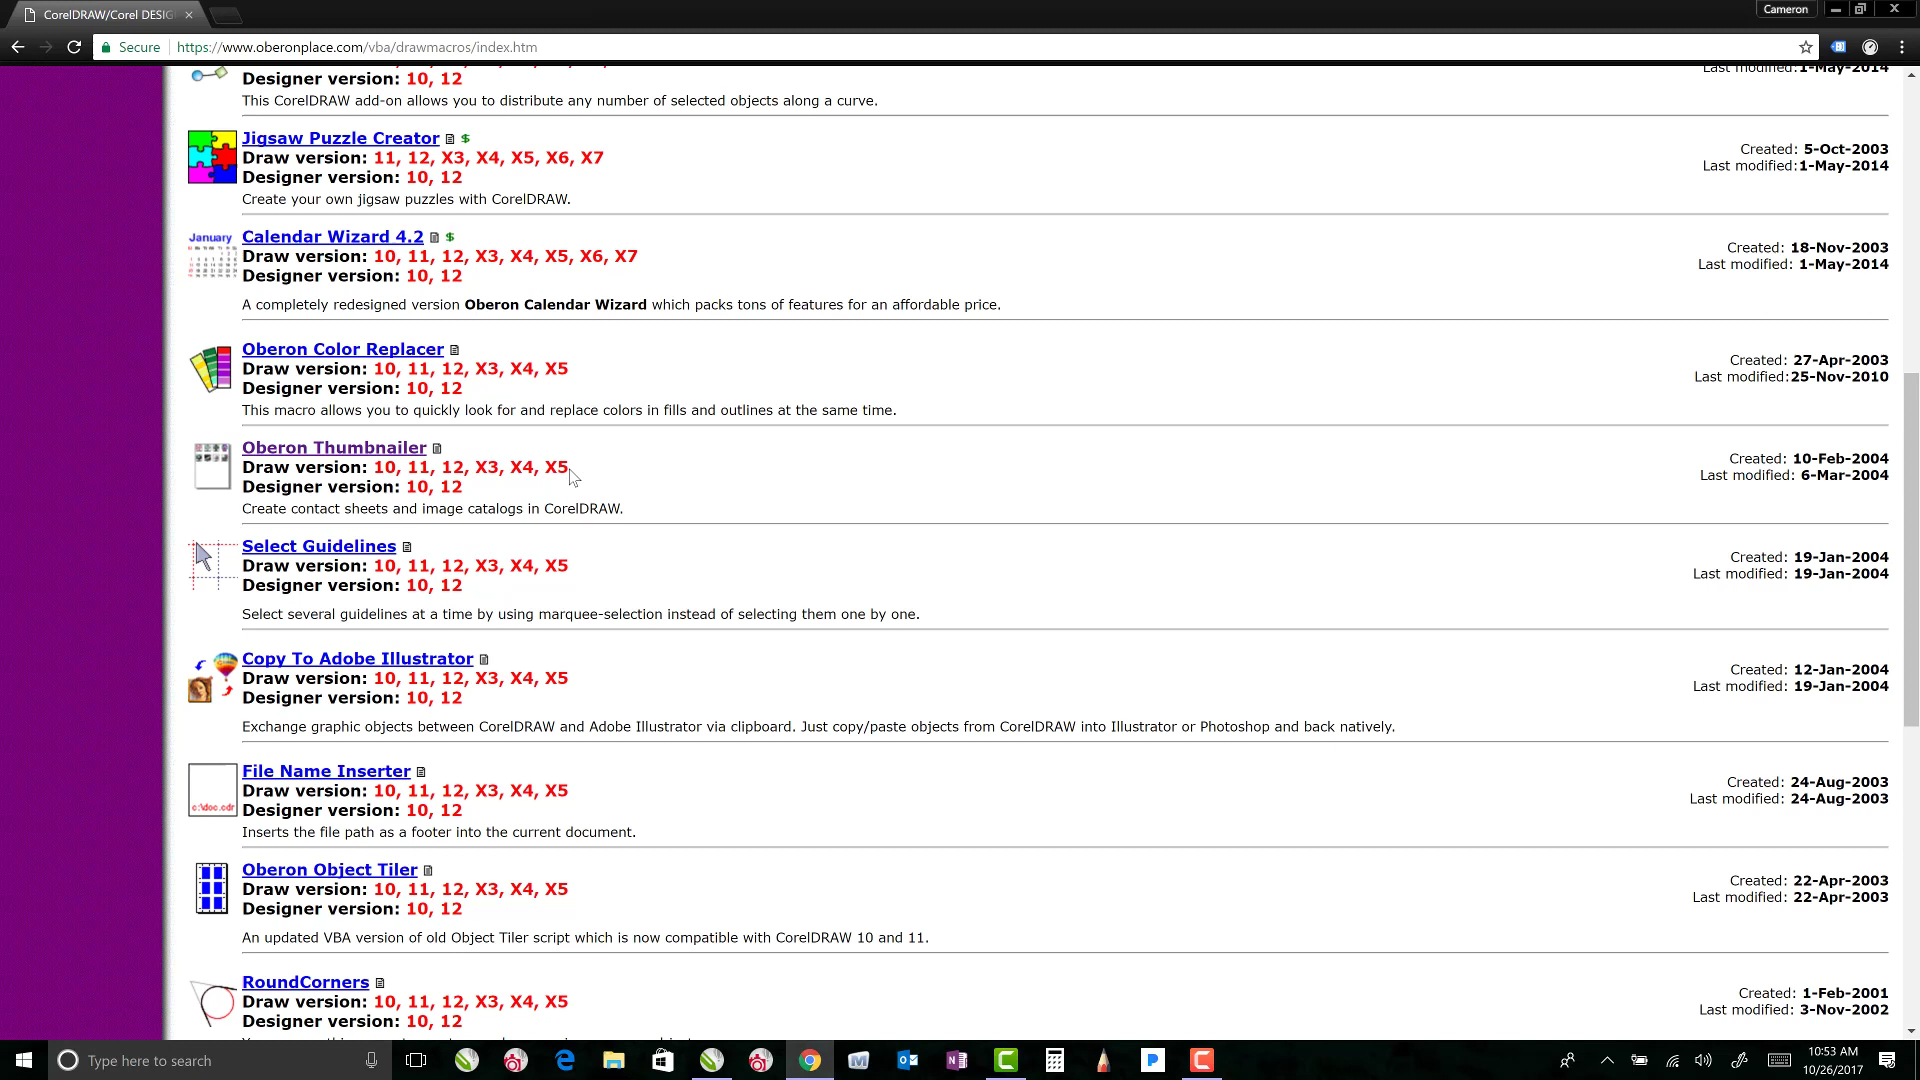 CorelDRAW/Corel DESIG
Cameron
Secure
https://www.oberonplace.com/vba/drawmacros/index.htm
Designer version: 10, 12
Last modified:1-May-2014
This CorelDRAW add-on allows you to distribute any number of selected objects along a curve.
Jigsaw Puzzle Creator $
Draw version: 11, 12, X3, X4, X5, X6, X7
Designer version: 10, 12
Created: 5-Oct-2003
Last modified:1-May-2014
Create your own jigsaw puzzles with CorelDRAW.
January
Calendar Wizard 4.2 $
Draw version: 10, 11, 12, X3, X4, X5, X6, X7
Designer version: 10, 12
Created: 18-Nov-2003
Last modified: 1-May-2014
A completely redesigned version Oberon Calendar Wizard which packs tons of features for an affordable price.
Oberon Color Replacer
Draw version: 10, 11, 12, X3, X4, X5
Designer version: 10, 12
Created: 27-Apr-2003
Last modified:25-Nov-2010
This macro allows you to quickly look for and replace colors in fills and outlines at the same time.
Oberon Thumbnailer
Draw version: 10, 11, 12, X3, X4, X5
Designer version: 10, 12
Created: 10-Feb-2004
Last modified: 6-Mar-2004
Create contact sheets and image catalogs in CorelDRAW.
Select Guidelines
Draw version: 10, 11, 12, X3, X4, X5
Designer version: 10, 12
Created: 19-Jan-2004
Last modified: 19-Jan-2004
Select several guidelines at a time by using marquee-selection instead of selecting them one by one.
Copy To Adobe Illustrator
Draw version: 10, 11, 12, X3, X4, X5
Designer version: 10, 12
Created: 12-Jan-2004
Last modified: 19-Jan-2004
Exchange graphic objects between CorelDRAW and Adobe Illustrator via clipboard. Just copy/paste objects from CorelDRAW into Illustrator or Photoshop and back natively.
c:\doc.cdr
File Name Inserter
Draw version: 10, 11, 12, X3, X4, X5
Designer version: 10, 12
Created: 24-Aug-2003
Last modified: 24-Aug-2003
Inserts the file path as a footer into the current document.
Oberon Object Tiler
Draw version: 10, 11, 12, X3, X4, X5
Designer version: 10, 12
Created: 22-Apr-2003
Last modified: 22-Apr-2003
An updated VBA version of old Object Tiler script which is now compatible with CorelDRAW 10 and 11.
RoundCorners
Draw version: 10, 11, 12, X3, X4, X5
Designer version: 10, 12
Created: 1-Feb-2001
Last modified: 3-Nov-2002
Type here to search
10:53 AM
10/26/2017